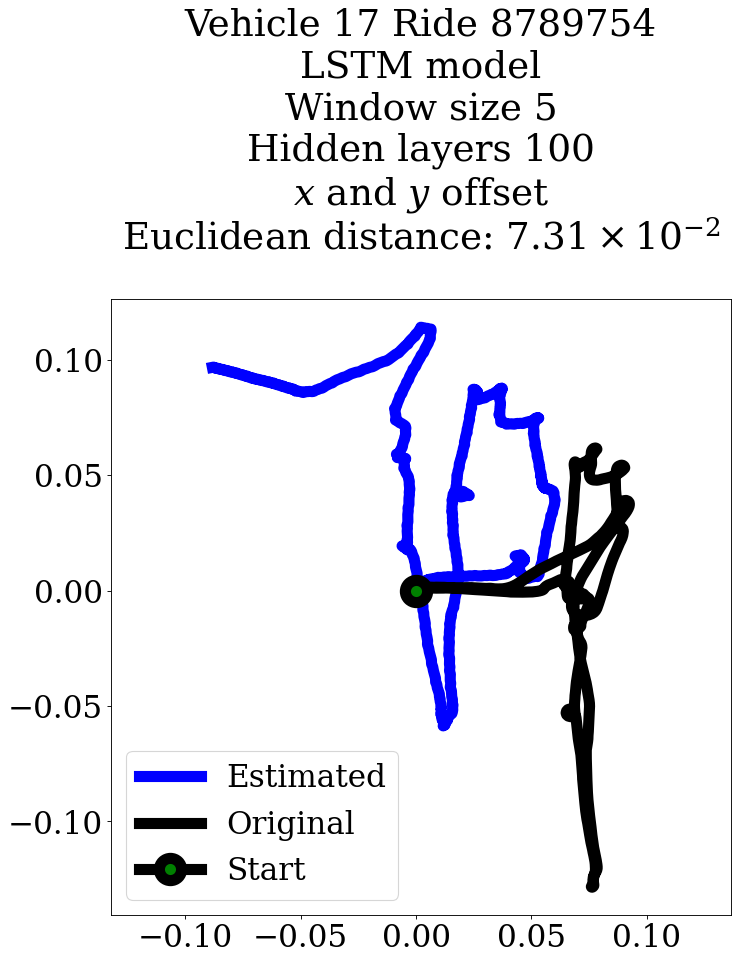 Vehicle 17 Ride 8789754
LSTM model
Window size 5
Hidden layers 100
x and y offset
Euclidean distance: 7.31 × 10⁻²
0.10
0.05
0.00
−0.05
−0.10
Estimated
Original
Start
−0.10 −0.05 0.00 0.05 0.10